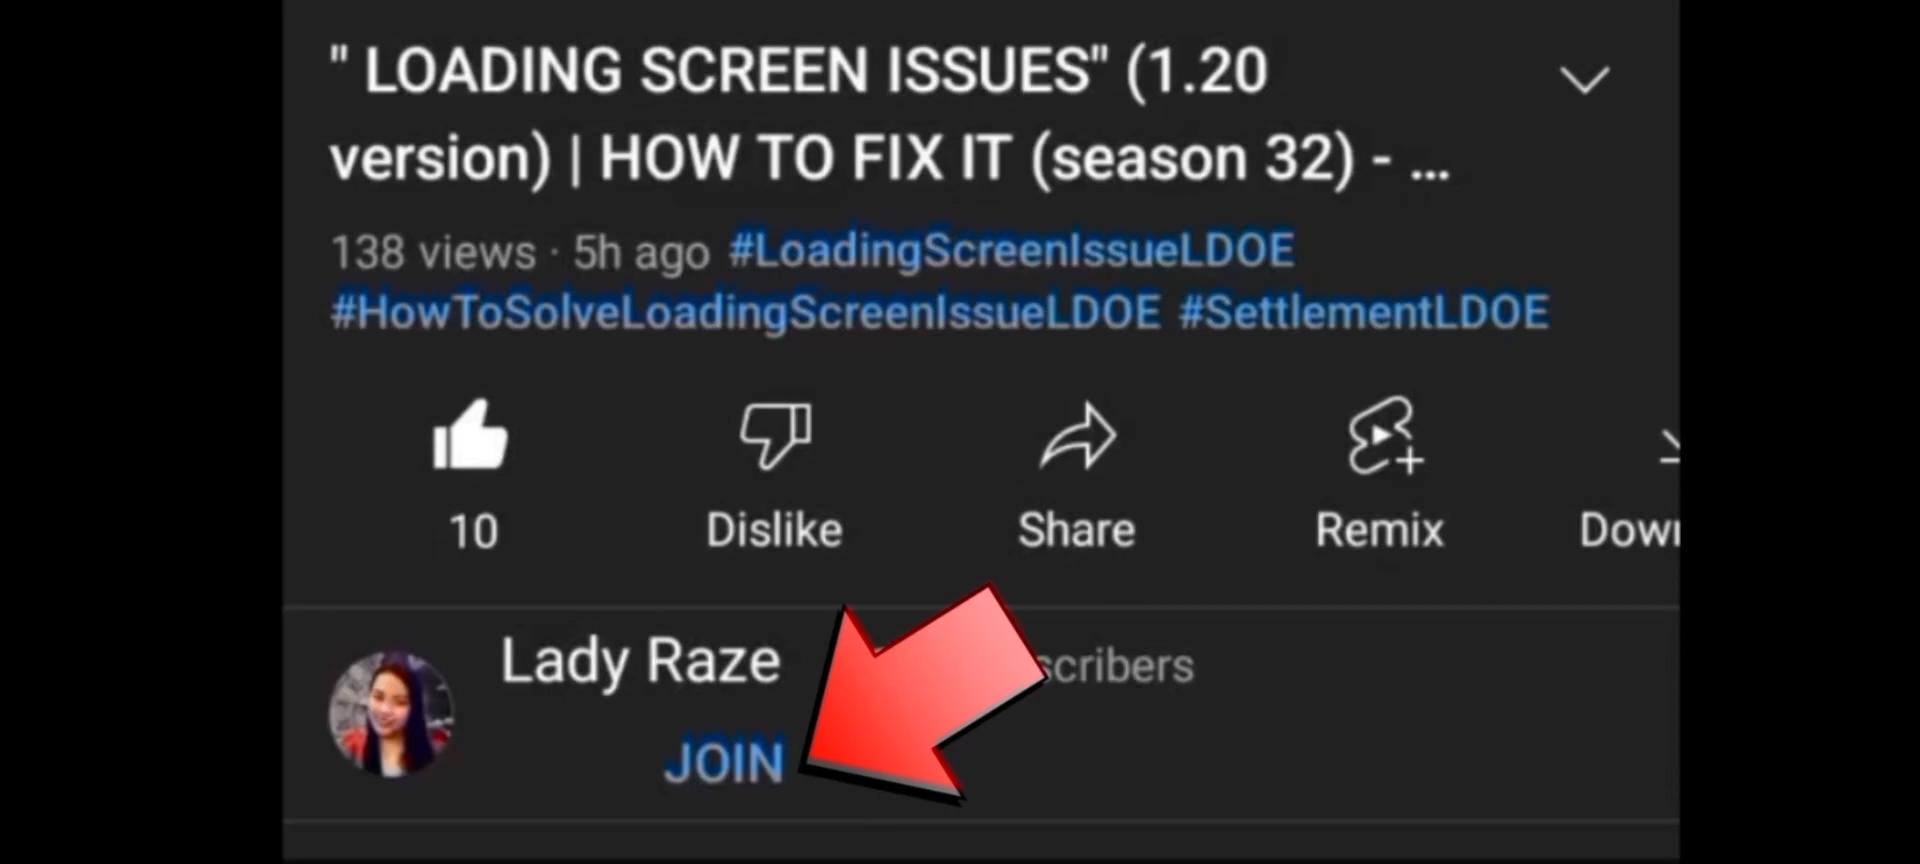 " LOADING SCREEN ISSUES" (1.20
version) | HOW TO FIX IT (season 32) - ...
138 views · 5h ago #LoadingScreenIssueLDOE
#HowToSolveLoadingScreenIssueLDOE #SettlementLDOE
10 Dislike Share Remix
Lady Raze
JOIN